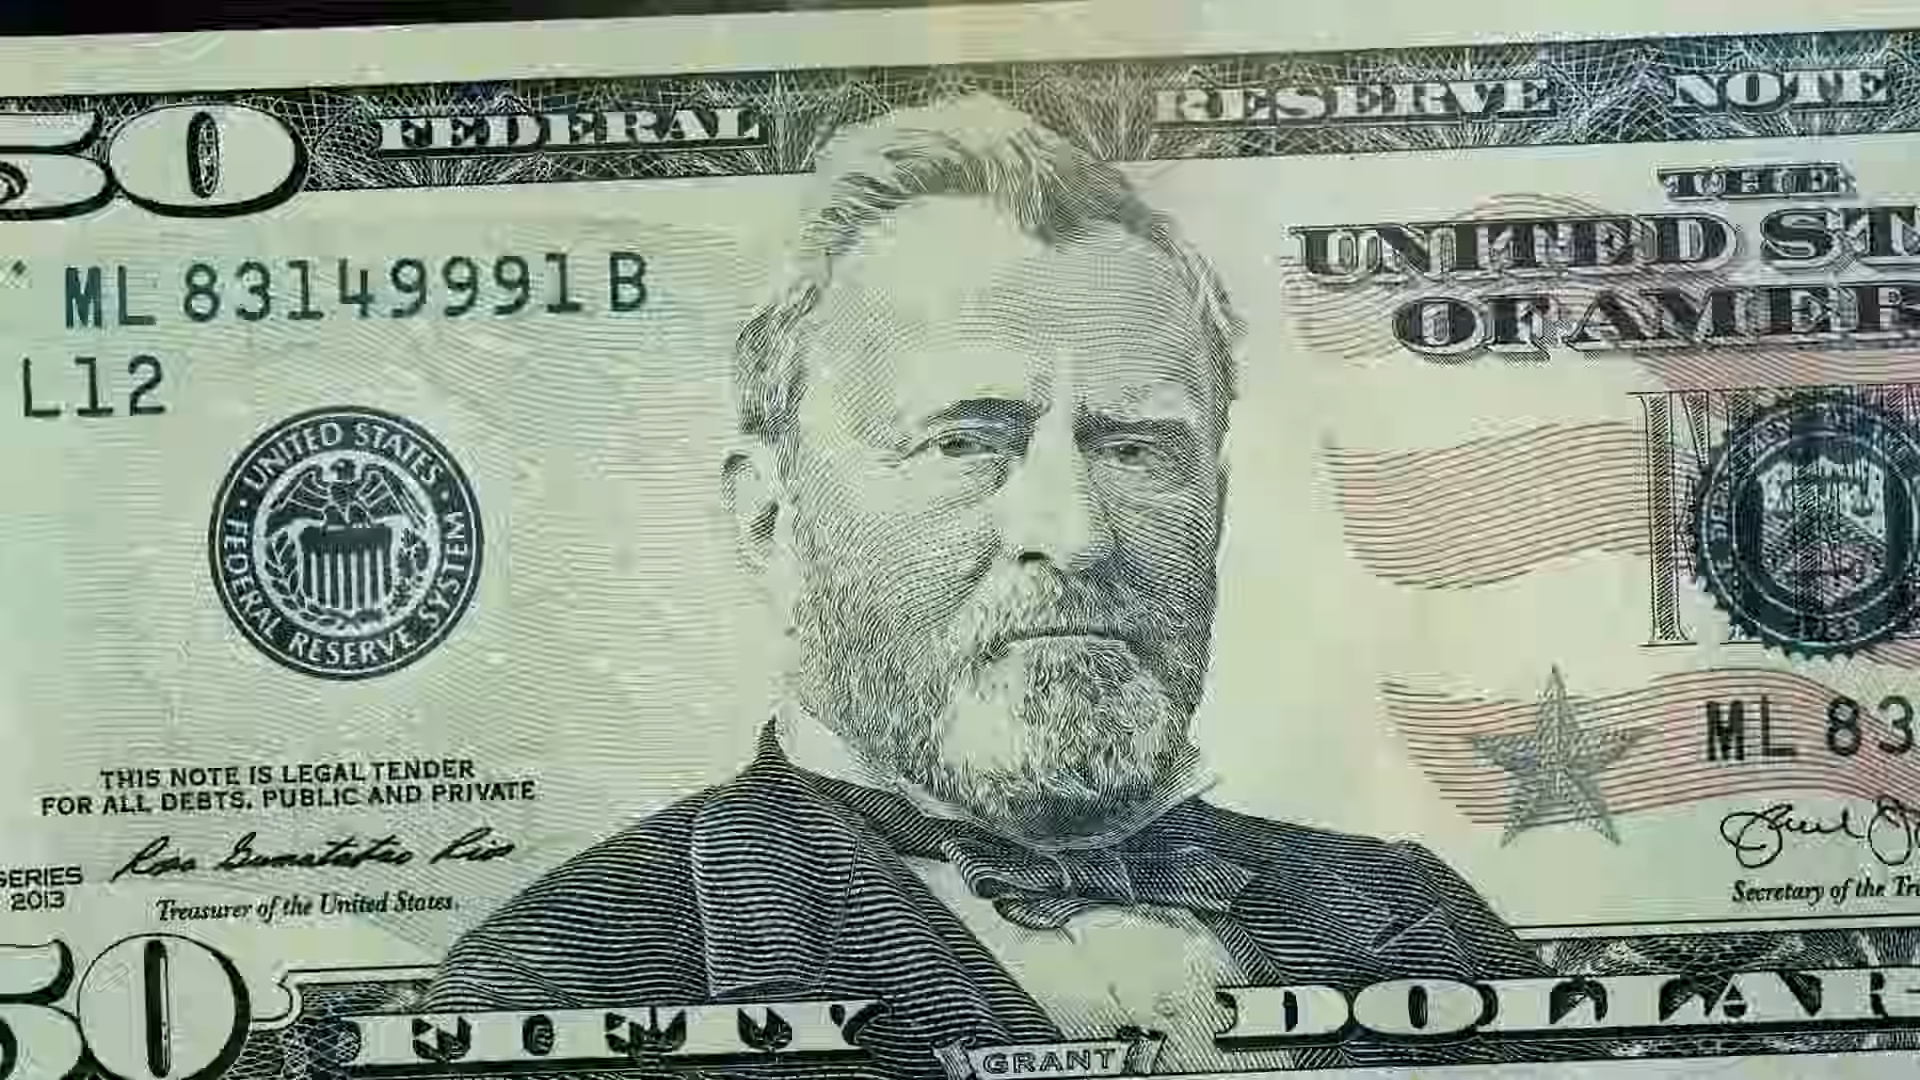 FEDERAL RESERVE NOTE
50
THE
UNITED ST
OF AMER
ML 83149991 B
L12
UNITED STATES
FEDERAL RESERVE SYSTEM
ML 83
THIS NOTE IS LEGAL TENDER
FOR ALL DEBTS, PUBLIC AND PRIVATE
SERIES
2013
Treasurer of the United States.
Secretary of the Tre
50
FIFTY DOLLAR
GRANT